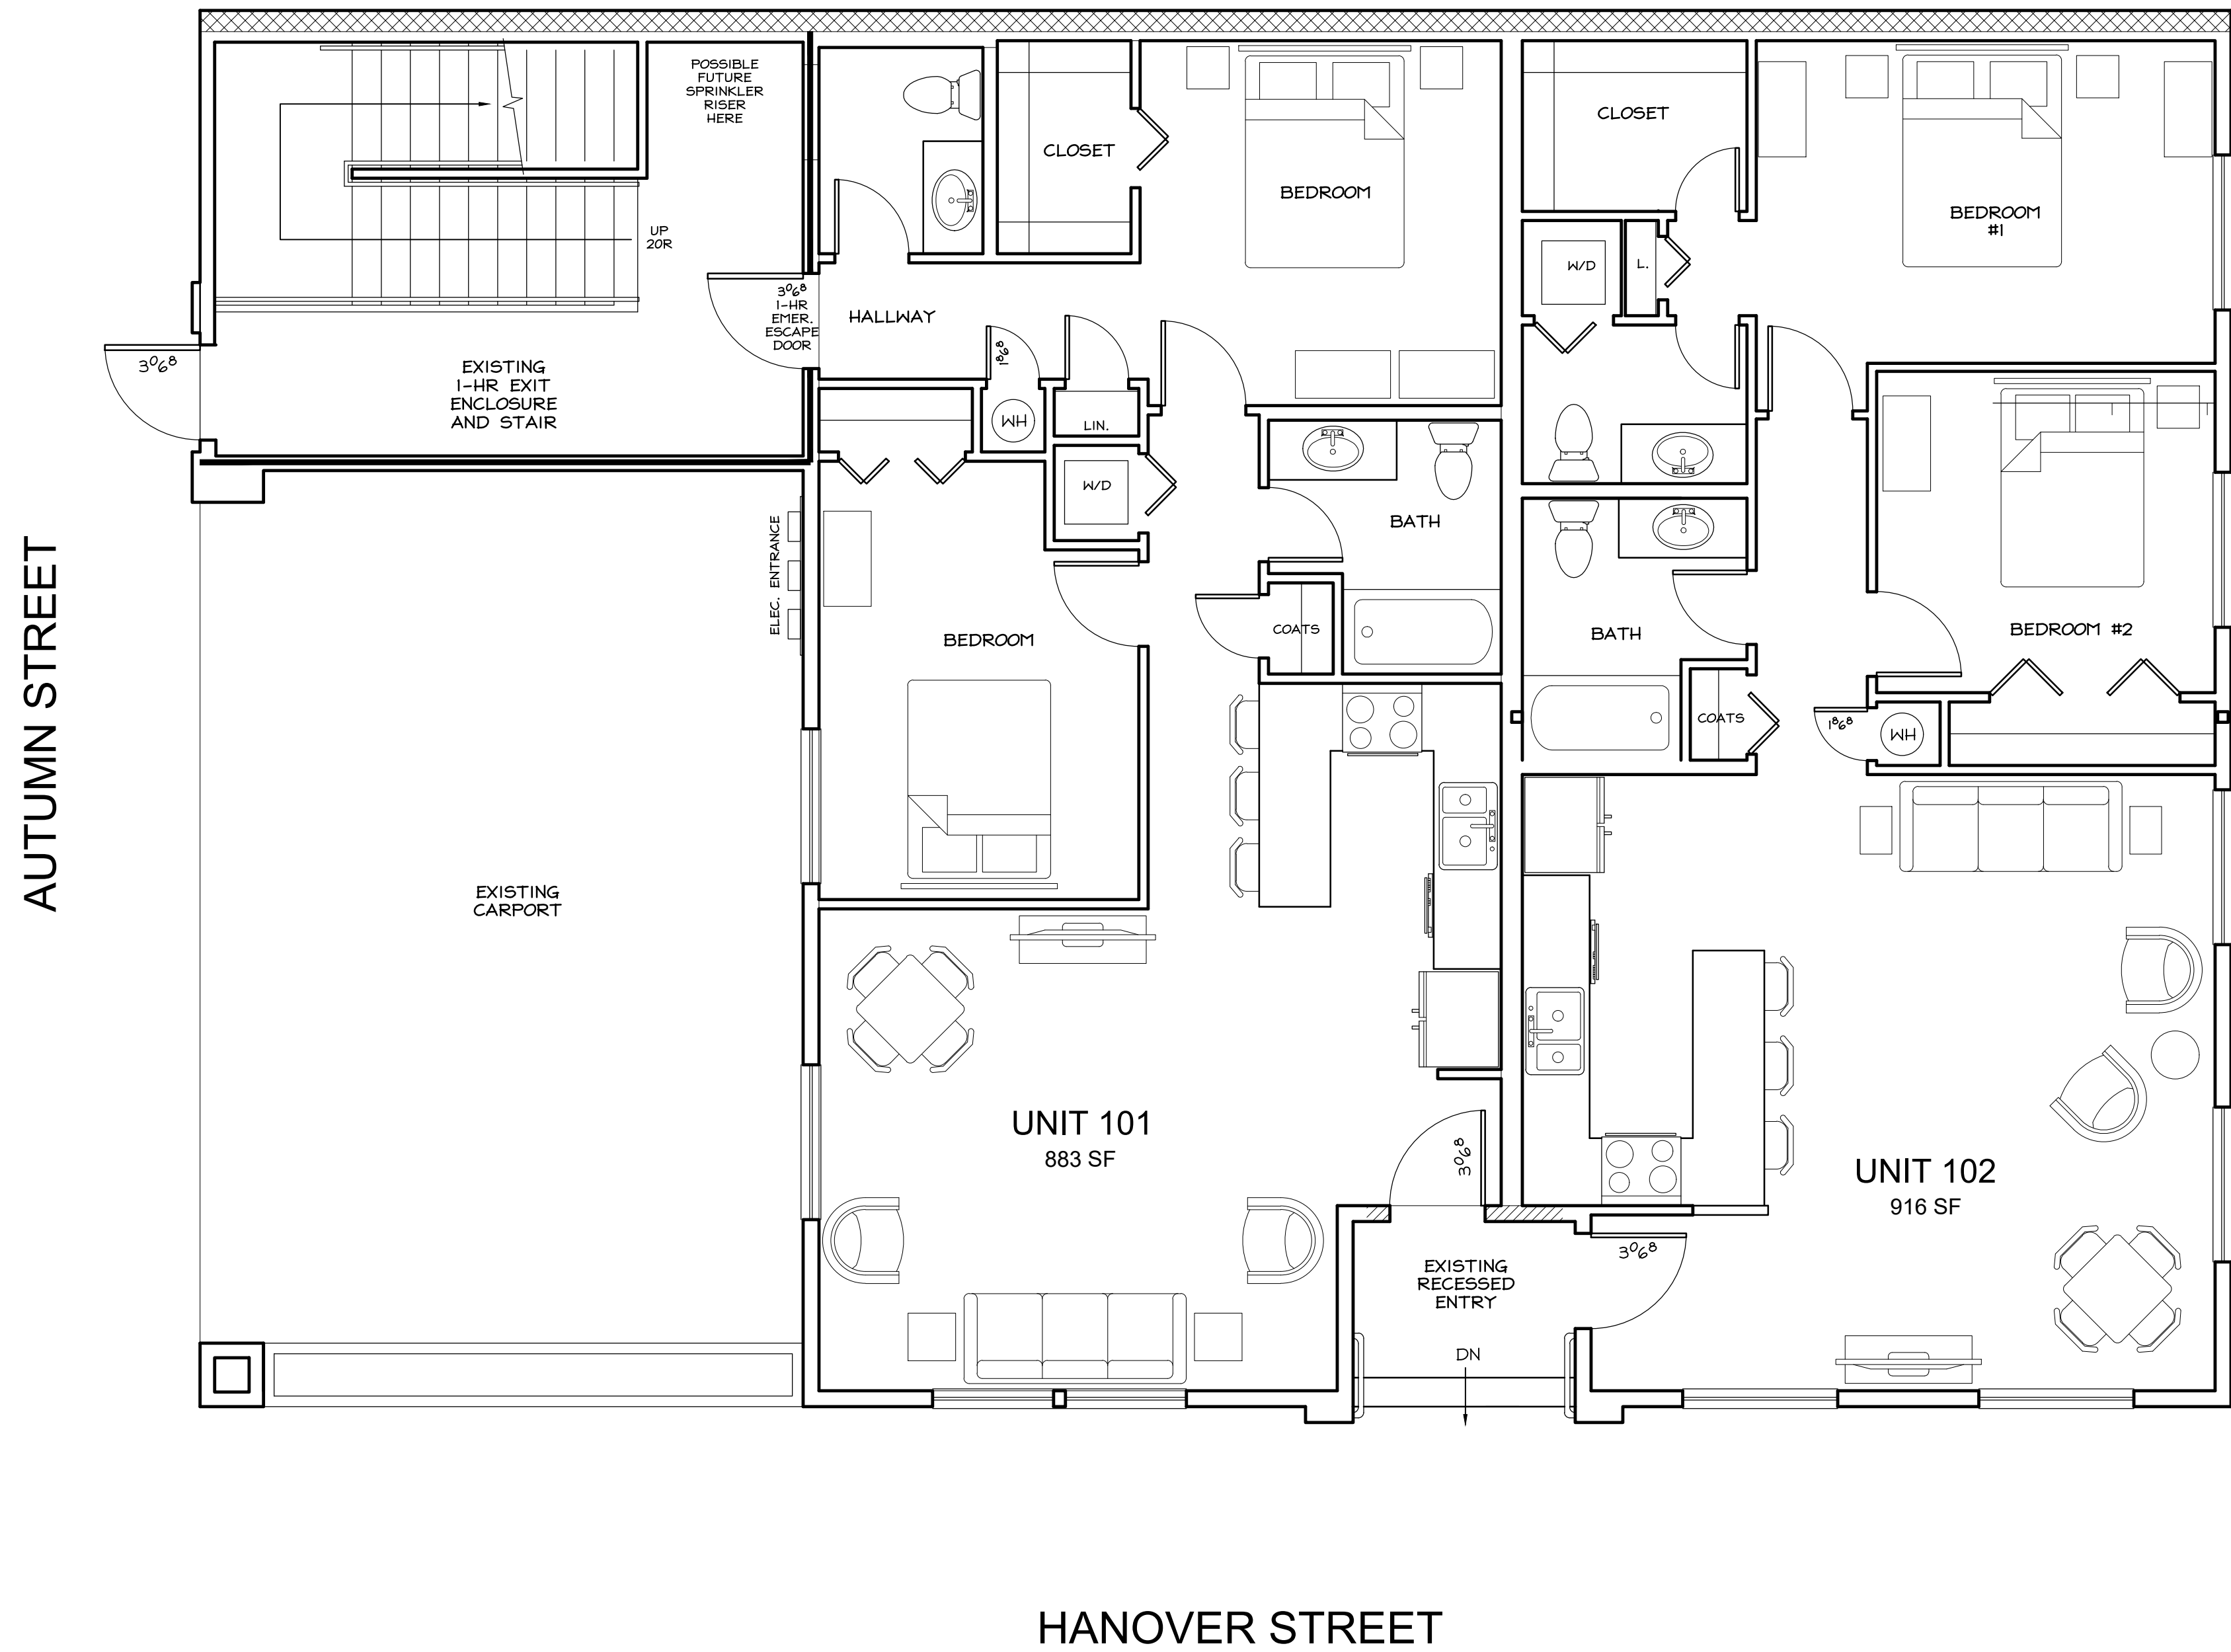 POSSIBLE
FUTURE
SPRINKLER
RISER
HERE
UP
20R
3068
1-HR
EMER.
ESCAPE
DOOR
3068
EXISTING
1-HR EXIT
ENCLOSURE
AND STAIR
CLOSET
BEDROOM
HALLWAY
1868
WH
LIN.
W/D
BATH
COATS
BEDROOM
ELEC. ENTRANCE
CLOSET
BEDROOM
#1
W/D
L.
BEDROOM #2
BATH
COATS
1868
WH
AUTUMN STREET
EXISTING
CARPORT
UNIT 101
883 SF
3068
UNIT 102
916 SF
3068
EXISTING
RECESSED
ENTRY
DN
HANOVER STREET